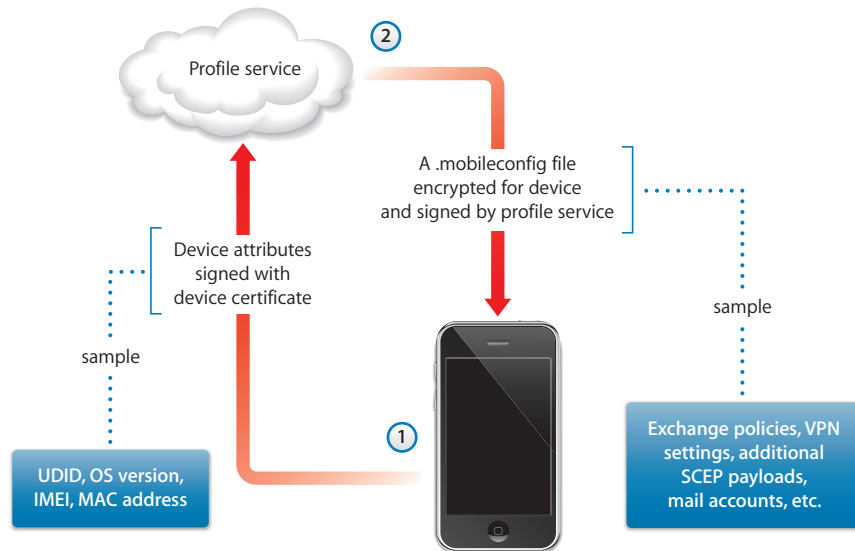 2
Profile service
A .mobileconfig file
encrypted for device
and signed by profile service
Device attributes
signed with
device certificate
sample
sample
1
UDID, OS version,
IMEI, MAC address
Exchange policies, VPN
settings, additional
SCEP payloads,
mail accounts, etc.